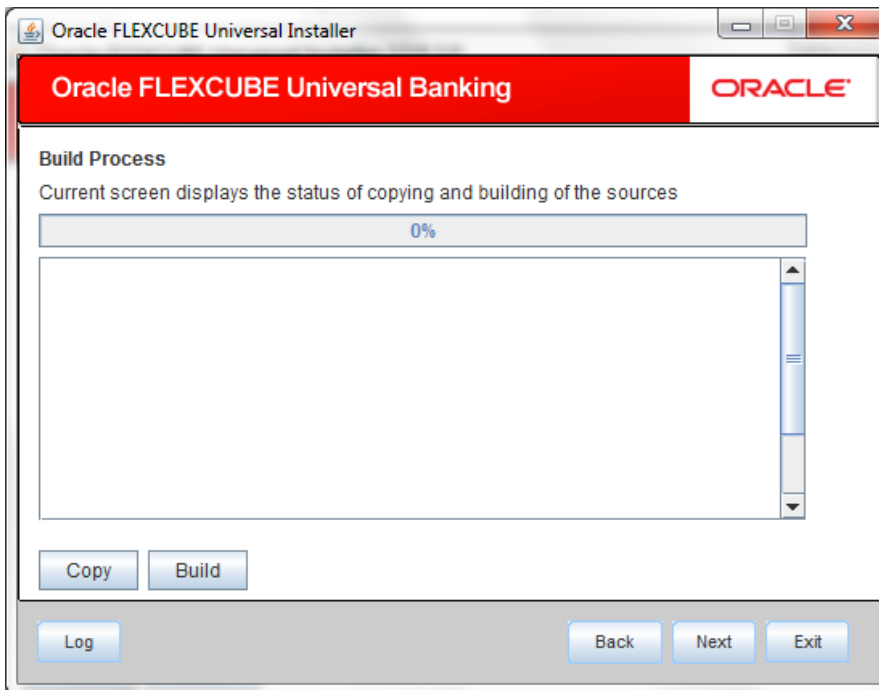 Oracle FLEXCUBE Universal Installer
Oracle FLEXCUBE Universal Banking
ORACLE
Build Process
Current screen displays the status of copying and building of the sources
0%
Copy Build
Log Back Next Exit